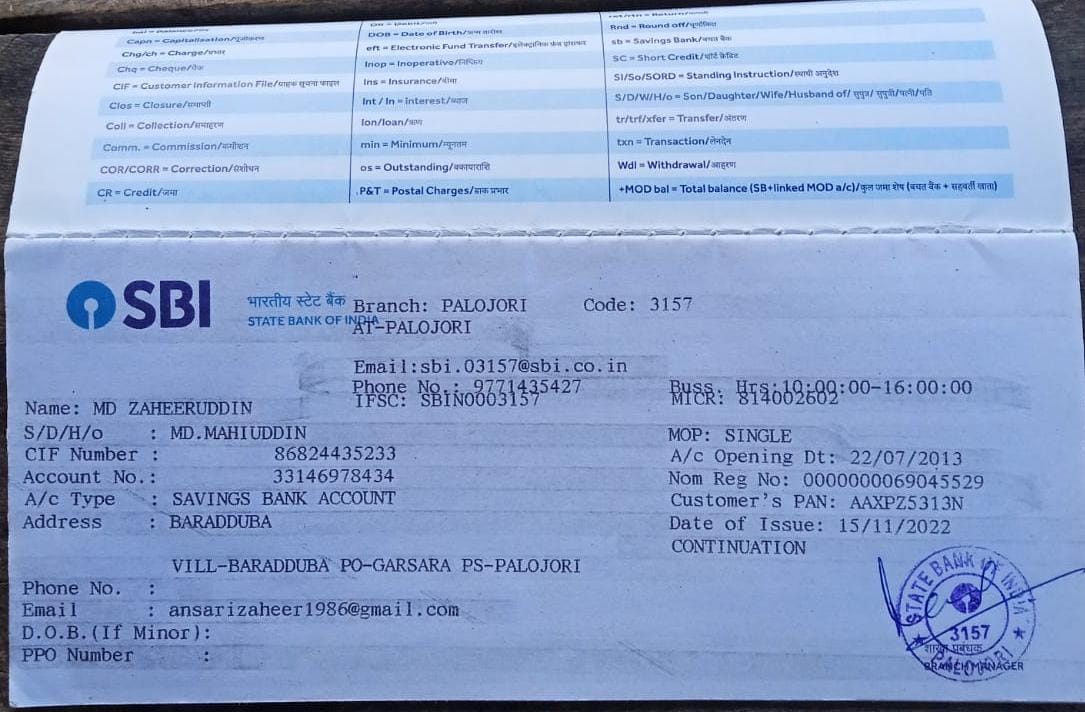 DOB = Date of Birth/जन्म तारीख
Rnd = Round off/पूर्णांकित
Capn = Capitalisation/पूंजीकरण
eft = Electronic Fund Transfer/इलेक्ट्रानिक फंड ट्रांसफर
sb = Savings Bank/बचत बैंक
Chg/ch = Charge/प्रभार
Inop = Inoperative/निष्क्रिय
SC = Short Credit/शॉर्ट क्रेडिट
Chq = Cheque/चेक
Ins = Insurance/बीमा
SI/So/SORD = Standing Instruction/स्थायी अनुदेश
CIF = Customer Information File/ग्राहक सूचना फाइल
Int / In = interest/ब्याज
S/D/W/H/o = Son/Daughter/Wife/Husband of/ सुपुत्र/ सुपुत्री/पत्नी/पति
Clos = Closure/समाप्ती
lon/loan/ऋण
tr/trf/xfer = Transfer/अंतरण
Coll = Collection/समाहरण
min = Minimum/न्यूनतम
txn = Transaction/लेनदेन
Comm. = Commission/कमीशन
os = Outstanding/बकायाराशि
Wdl = Withdrawal/आहरण
COR/CORR = Correction/संशोधन
P&T = Postal Charges/डाक प्रभार
+MOD bal = Total balance (SB+linked MOD a/c)/कुल जमा शेष (बचत बैंक + सहवर्ती खाता)
CR = Credit/जमा
SBI
भारतीय स्टेट बैंक
STATE BANK OF INDIA
Branch: PALOJORI Code: 3157
AT-PALOJORI
Email:sbi.03157@sbi.co.in
Phone No.: 9771435427 Buss. Hrs:10:00:00-16:00:00
IFSC: SBIN0003157 MICR: 814002602
Name: MD ZAHEERUDDIN
S/D/H/o : MD.MAHIUDDIN MOP: SINGLE
CIF Number : 86824435233 A/c Opening Dt: 22/07/2013
Account No.: 33146978434 Nom Reg No: 0000000069045529
A/c Type : SAVINGS BANK ACCOUNT Customer's PAN: AAXPZ5313N
Address : BARADDUBA Date of Issue: 15/11/2022
CONTINUATION
VILL-BARADDUBA PO-GARSARA PS-PALOJORI
Phone No. :
Email : ansarizaheer1986@gmail.com
D.O.B.(If Minor):
PPO Number :
STATE BANK OF INDIA
3157
PALOJORI
शाखा प्रबंधक
BRANCH MANAGER